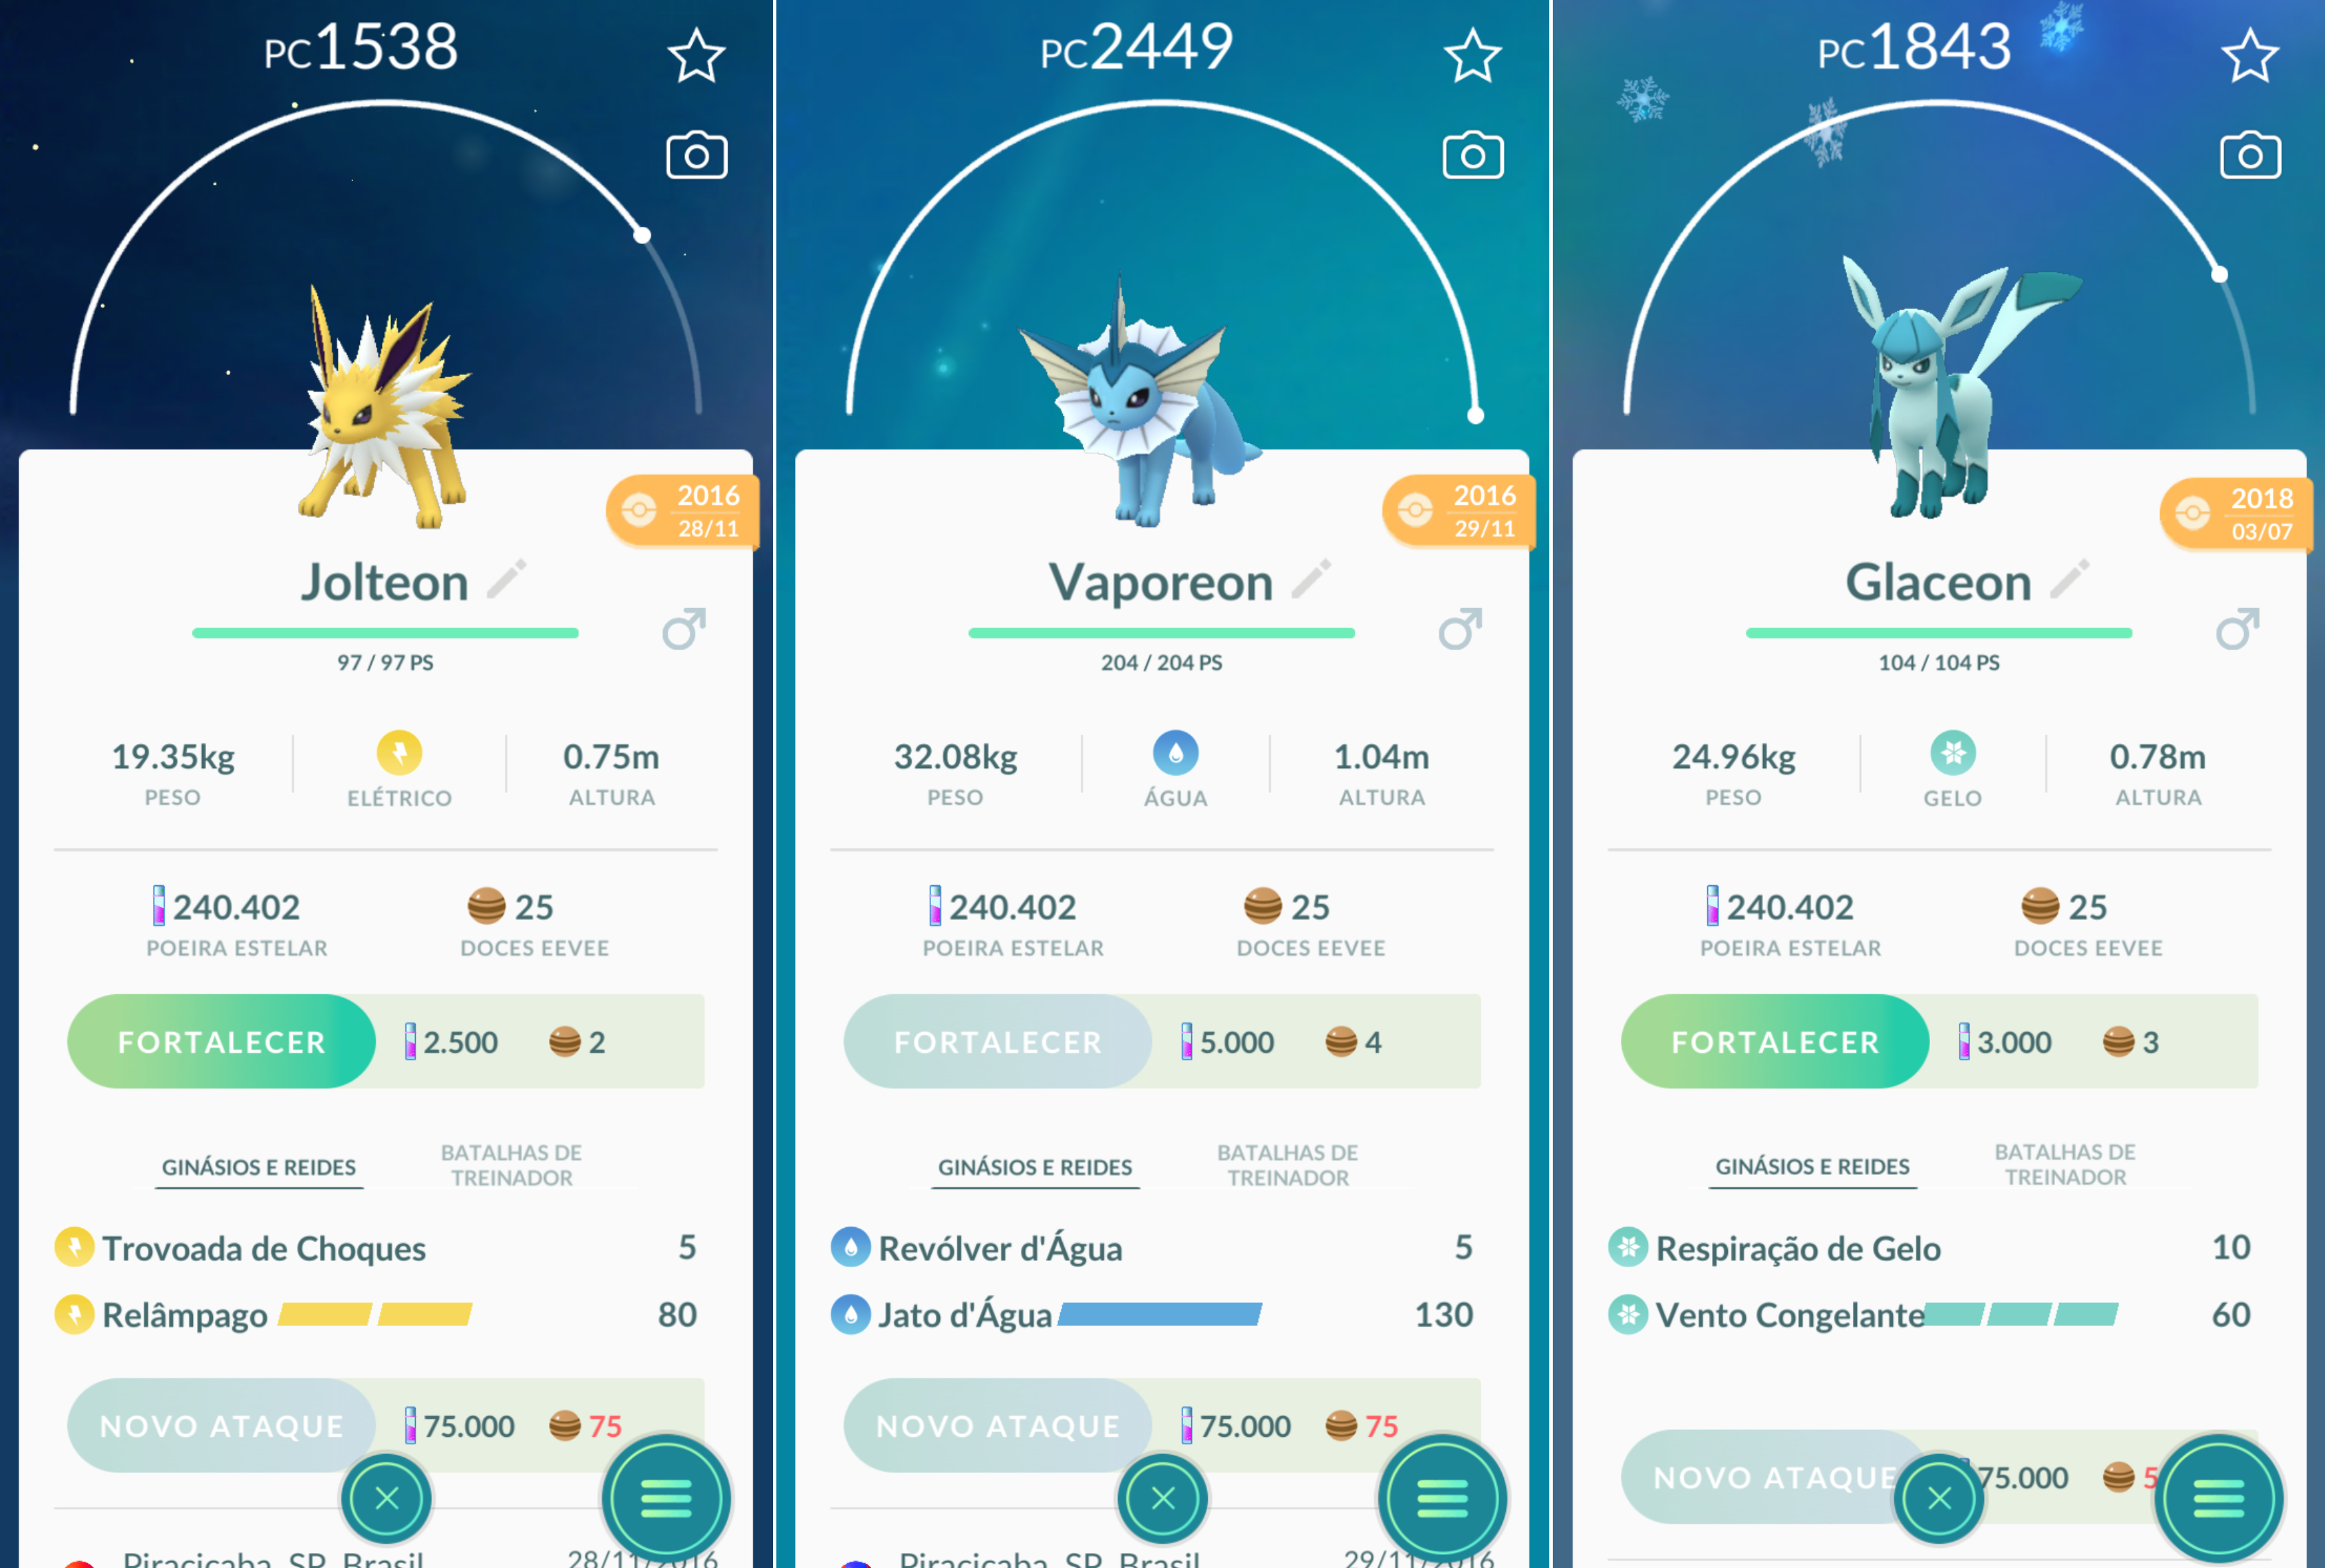 PC1538
2016
28/11
Jolteon
97 / 97 PS
19.35kg
PESO
ELÉTRICO
0.75m
ALTURA
240.402
POEIRA ESTELAR
25
DOCES EEVEE
FORTALECER
2.500
2
GINÁSIOS E REIDES
BATALHAS DE
TREINADOR
Trovoada de Choques
5
Relâmpago
80
NOVO ATAQUE
75.000
75
Piracicaba, SP, Brasil
28/11/2016
PC2449
2016
29/11
Vaporeon
204 / 204 PS
32.08kg
PESO
ÁGUA
1.04m
ALTURA
240.402
POEIRA ESTELAR
25
DOCES EEVEE
FORTALECER
5.000
4
GINÁSIOS E REIDES
BATALHAS DE
TREINADOR
Revólver d'Água
5
Jato d'Água
130
NOVO ATAQUE
75.000
75
Piracicaba, SP, Brasil
29/11/2016
PC1843
2018
03/07
Glaceon
104 / 104 PS
24.96kg
PESO
GELO
0.78m
ALTURA
240.402
POEIRA ESTELAR
25
DOCES EEVEE
FORTALECER
3.000
3
GINÁSIOS E REIDES
BATALHAS DE
TREINADOR
Respiração de Gelo
10
Vento Congelante
60
NOVO ATAQUE
75.000